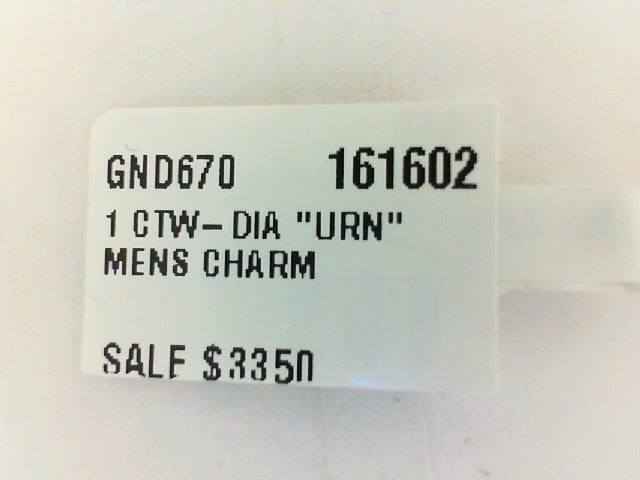 GND670 161602
1 CTW-DIA "URN"
MENS CHARM
SALE $3350